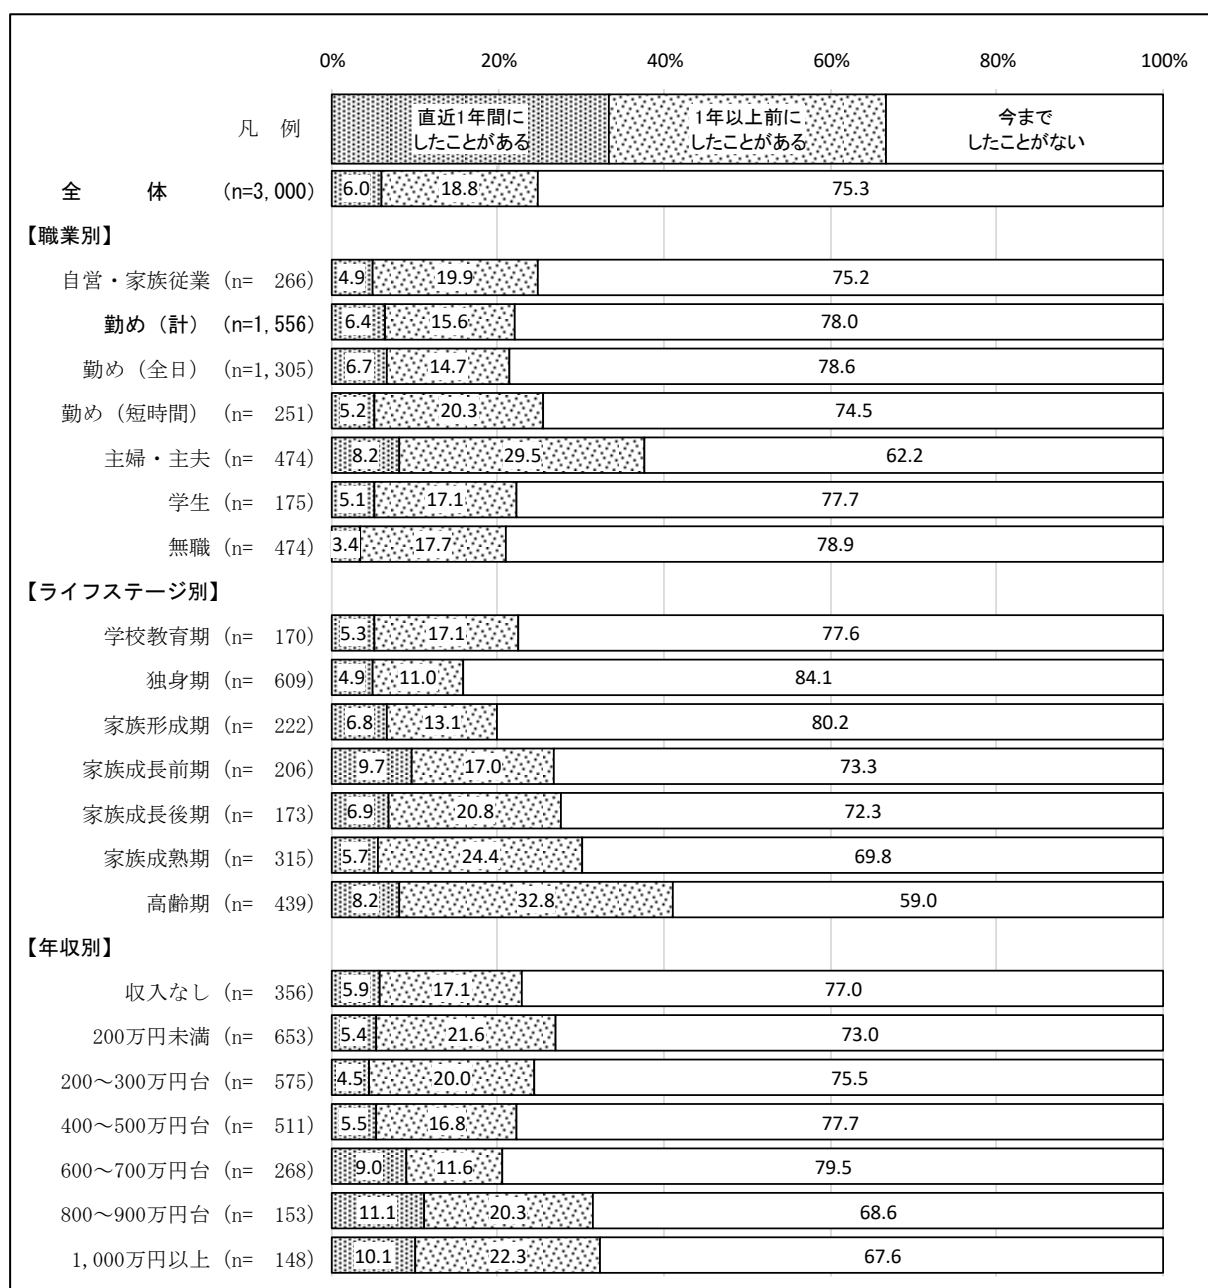 0% 20% 40% 60% 80% 100%
凡 例 直近1年間に したことがある 1年以上前に したことがある 今まで したことがない
全 体 (n=3,000) 6.0 18.8 75.3
【職業別】
自営・家族従業 (n= 266) 4.9 19.9 75.2
勤め（計） (n=1,556) 6.4 15.6 78.0
勤め（全日） (n=1,305) 6.7 14.7 78.6
勤め（短時間） (n= 251) 5.2 20.3 74.5
主婦・主夫 (n= 474) 8.2 29.5 62.2
学生 (n= 175) 5.1 17.1 77.7
無職 (n= 474) 3.4 17.7 78.9
【ライフステージ別】
学校教育期 (n= 170) 5.3 17.1 77.6
独身期 (n= 609) 4.9 11.0 84.1
家族形成期 (n= 222) 6.8 13.1 80.2
家族成長前期 (n= 206) 9.7 17.0 73.3
家族成長後期 (n= 173) 6.9 20.8 72.3
家族成熟期 (n= 315) 5.7 24.4 69.8
高齢期 (n= 439) 8.2 32.8 59.0
【年収別】
収入なし (n= 356) 5.9 17.1 77.0
200万円未満 (n= 653) 5.4 21.6 73.0
200～300万円台 (n= 575) 4.5 20.0 75.5
400～500万円台 (n= 511) 5.5 16.8 77.7
600～700万円台 (n= 268) 9.0 11.6 79.5
800～900万円台 (n= 153) 11.1 20.3 68.6
1,000万円以上 (n= 148) 10.1 22.3 67.6